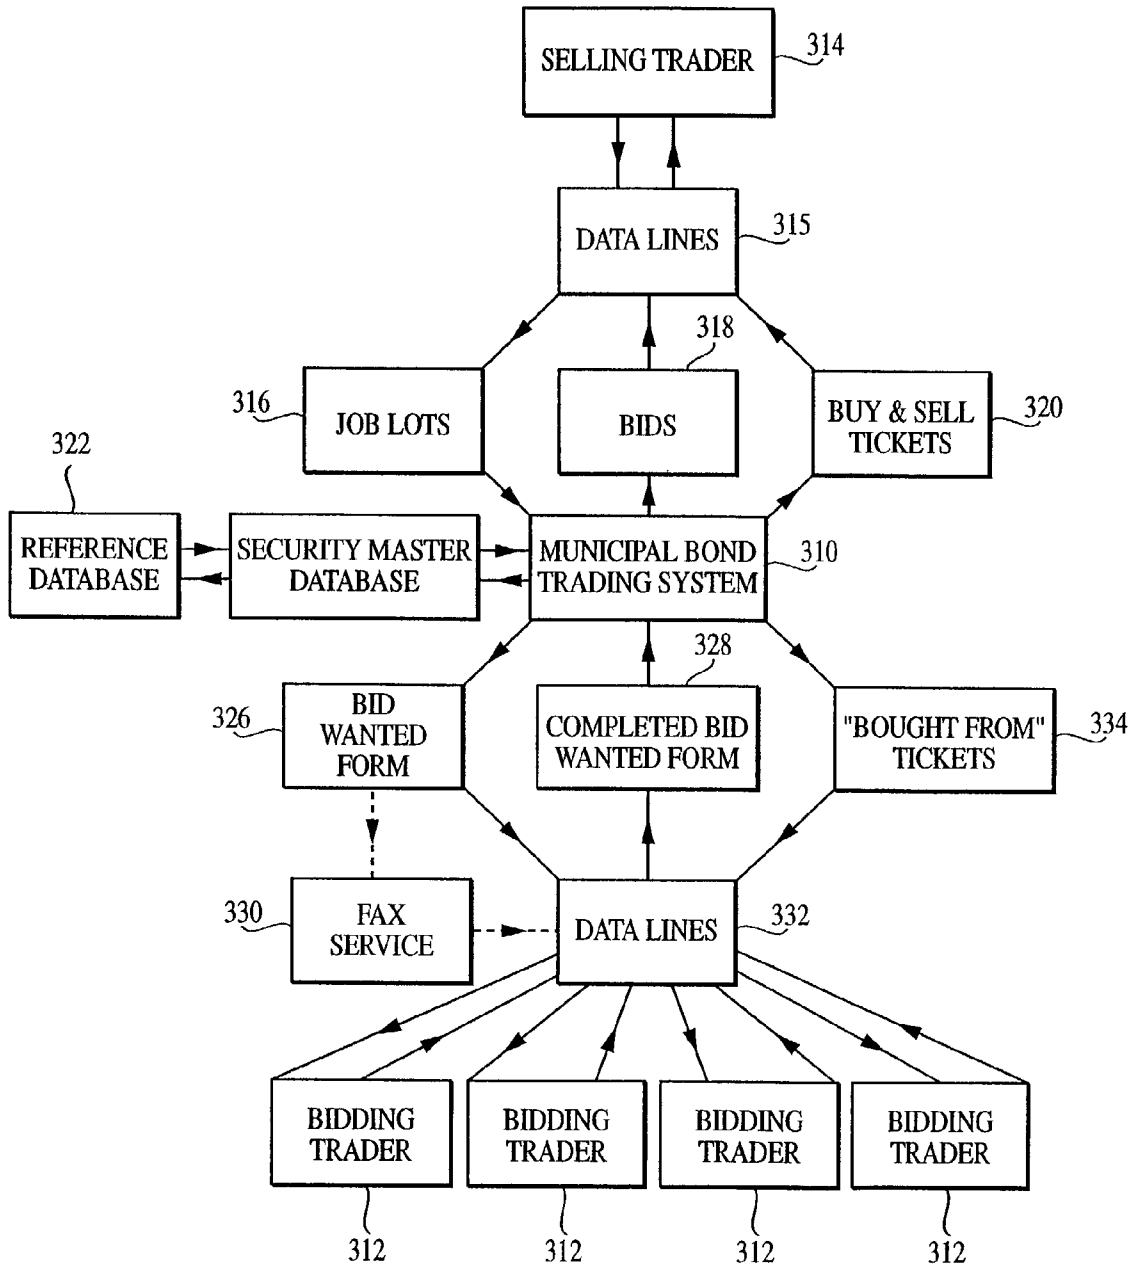 SELLING TRADER
314
DATA LINES
315
318
316
JOB LOTS
BIDS
BUY & SELL
TICKETS
320
322
REFERENCE
DATABASE
SECURITY MASTER
DATABASE
MUNICIPAL BOND
TRADING SYSTEM
310
328
326
BID
WANTED
FORM
COMPLETED BID
WANTED FORM
"BOUGHT FROM"
TICKETS
334
330
FAX
SERVICE
DATA LINES
332
BIDDING
TRADER
BIDDING
TRADER
BIDDING
TRADER
BIDDING
TRADER
312
312
312
312